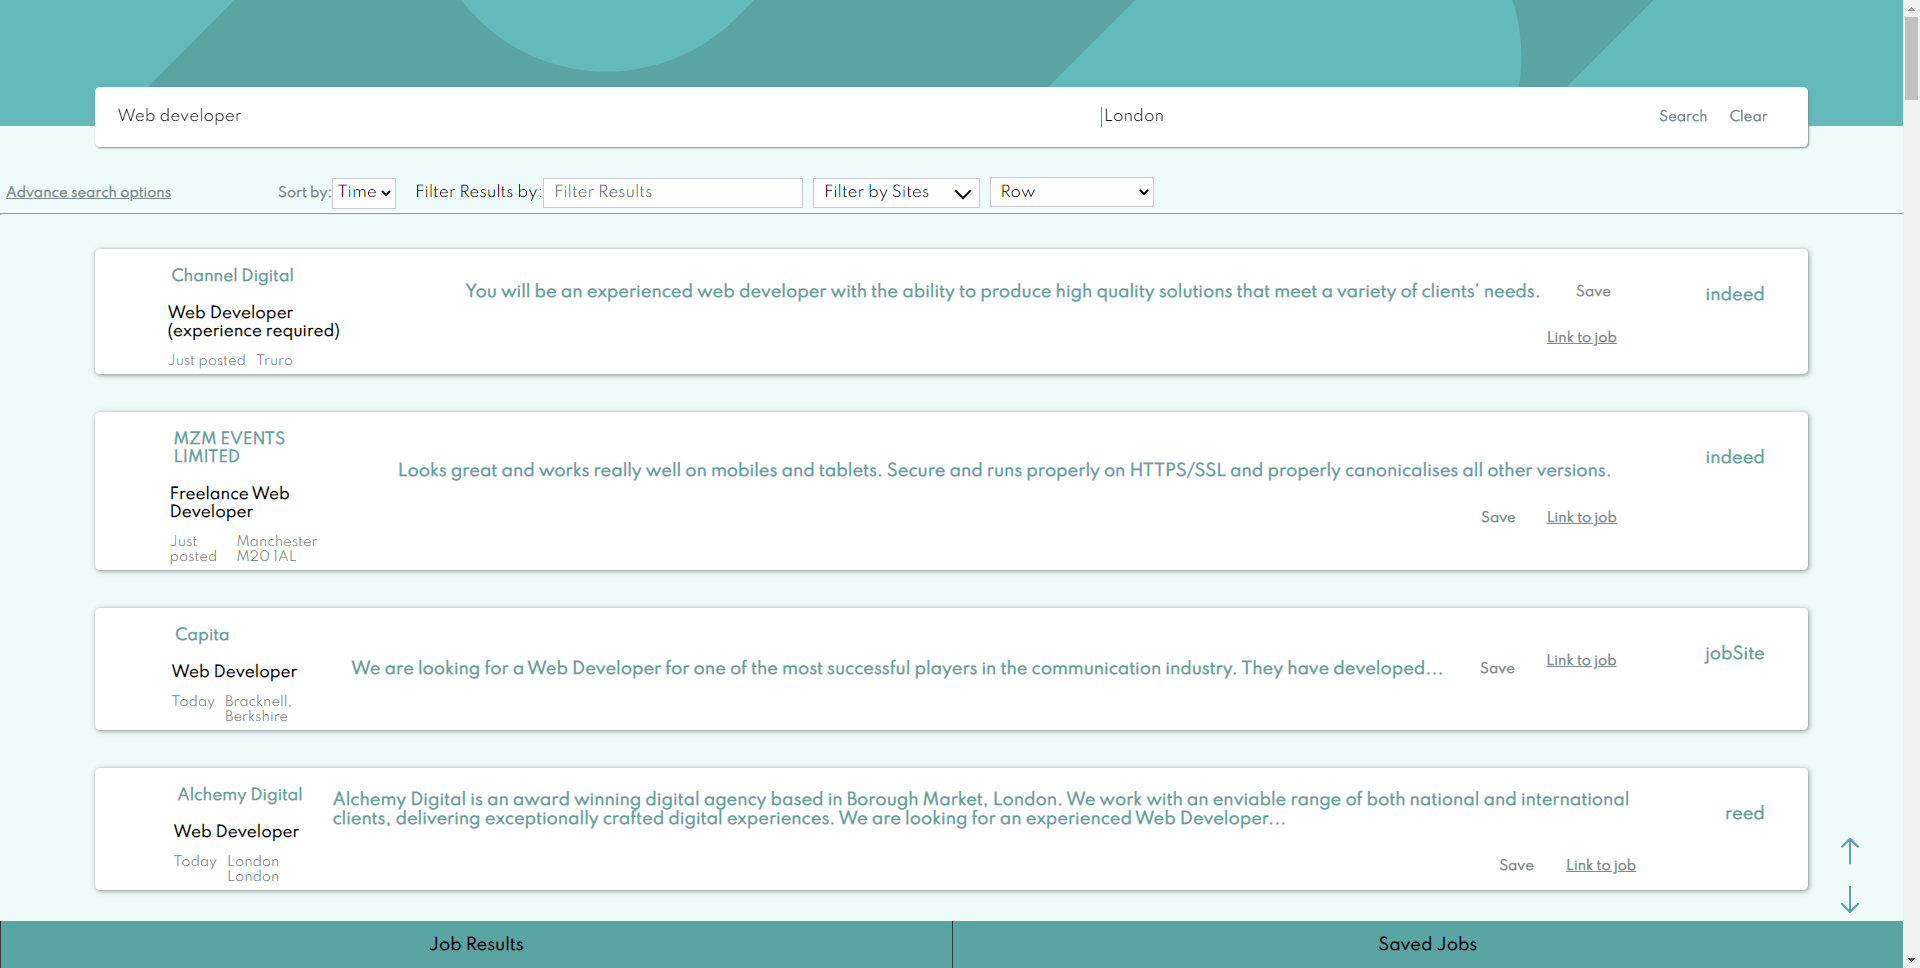 Web developer
London
Search Clear
Advance search options
Sort by: Time
Filter Results by: Filter Results
Filter by Sites
Row
Channel Digital
Web Developer
(experience required)
Just posted Truro
You will be an experienced web developer with the ability to produce high quality solutions that meet a variety of clients' needs.
Save
Link to job
indeed
MZM EVENTS
LIMITED
Freelance Web
Developer
Just
posted
Manchester
M20 1AL
Looks great and works really well on mobiles and tablets. Secure and runs properly on HTTPS/SSL and properly canonicalises all other versions.
Save
Link to job
indeed
Capita
Web Developer
Today
Bracknell,
Berkshire
We are looking for a Web Developer for one of the most successful players in the communication industry. They have developed...
Save
Link to job
jobSite
Alchemy Digital
Web Developer
Today
London
London
Alchemy Digital is an award winning digital agency based in Borough Market, London. We work with an enviable range of both national and international
clients, delivering exceptionally crafted digital experiences. We are looking for an experienced Web Developer...
Save
Link to job
reed
Job Results
Saved Jobs